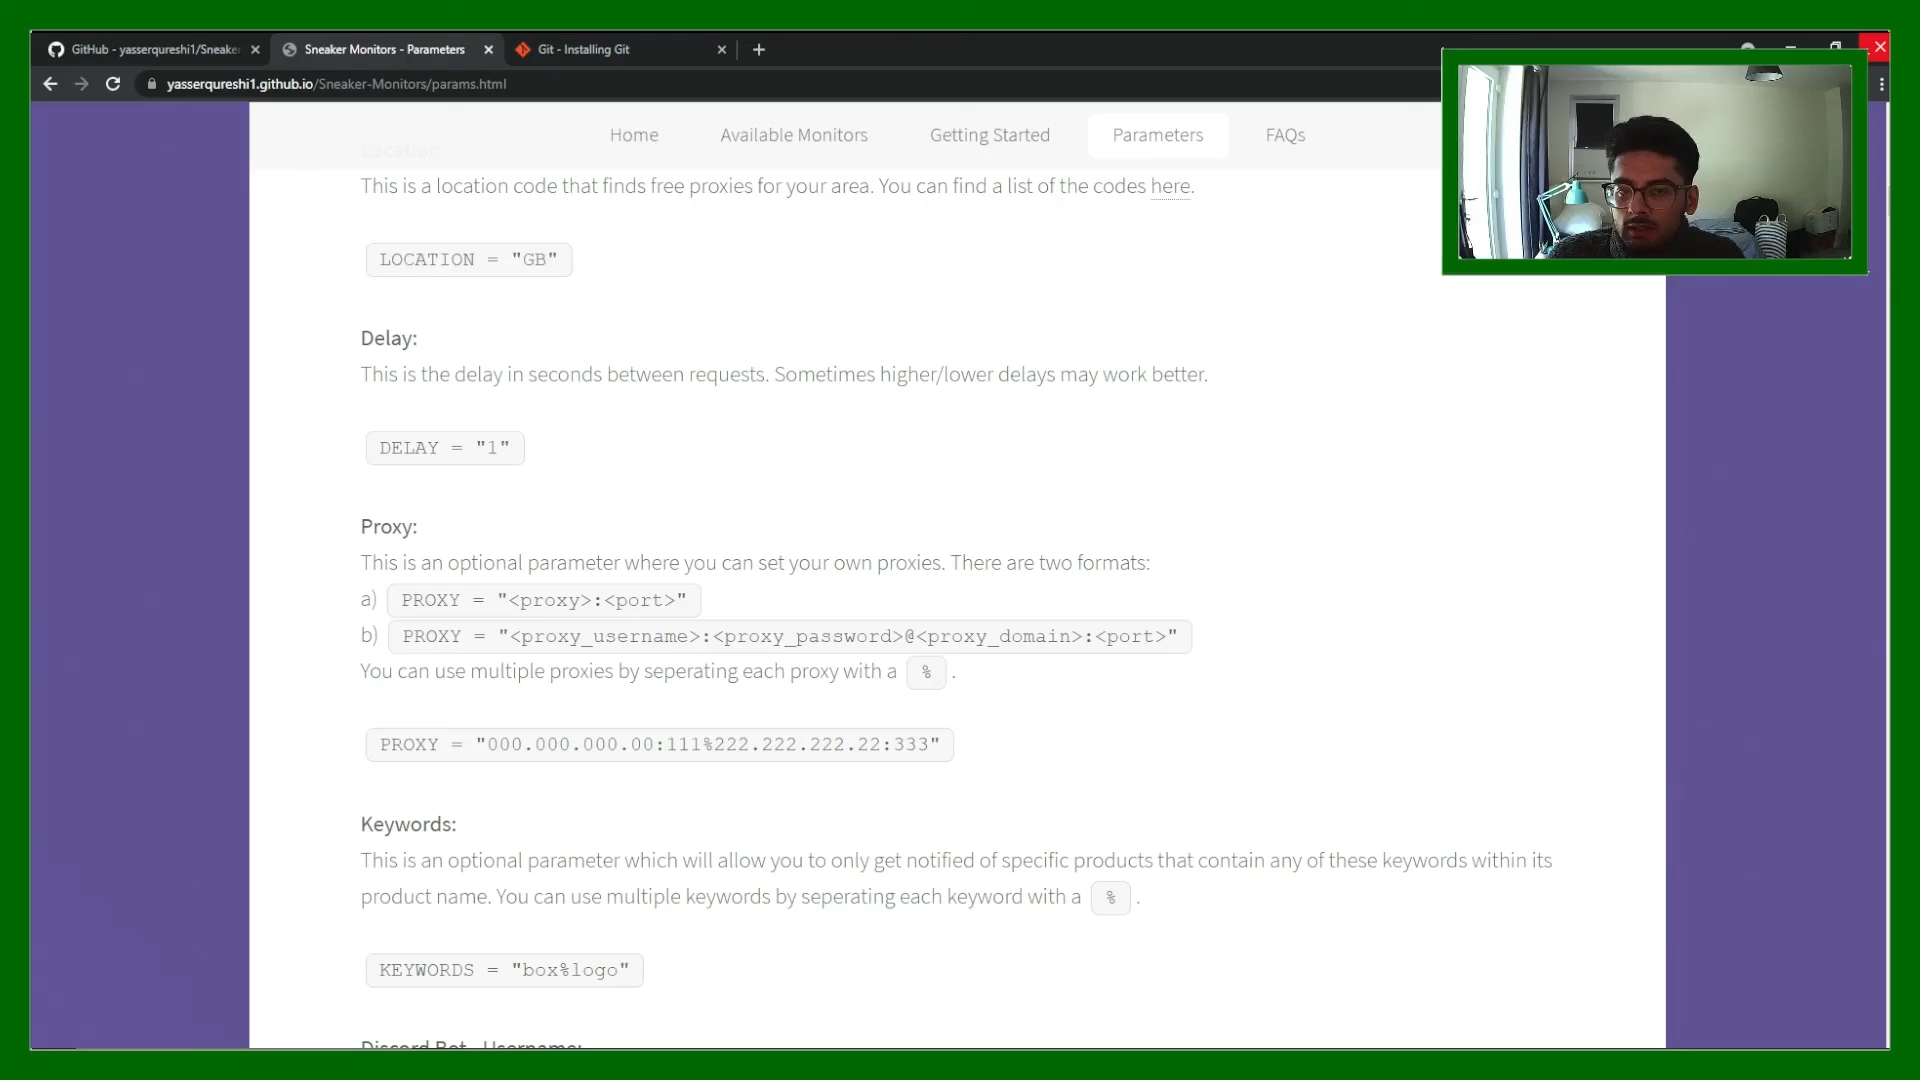 GitHub - yasserqureshi1/Sneaker
Sneaker Monitors - Parameters
Git - Installing Git
yasserqureshi1.github.io/Sneaker-Monitors/params.html
Home Available Monitors Getting Started Parameters FAQs
Location
This is a location code that finds free proxies for your area. You can find a list of the codes here.
LOCATION = "GB"
Delay:
This is the delay in seconds between requests. Sometimes higher/lower delays may work better.
DELAY = "1"
Proxy:
This is an optional parameter where you can set your own proxies. There are two formats:
a) PROXY = "<proxy>:<port>"
b) PROXY = "<proxy_username>:<proxy_password>@<proxy_domain>:<port>"
You can use multiple proxies by seperating each proxy with a % .
PROXY = "000.000.000.00:111%222.222.222.22:333"
Keywords:
This is an optional parameter which will allow you to only get notified of specific products that contain any of these keywords within its
product name. You can use multiple keywords by seperating each keyword with a % .
KEYWORDS = "box%logo"
Discord Bot - Username: